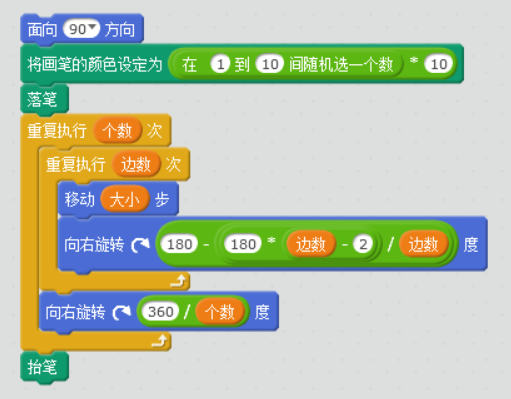 面向 90 方向
将画笔的颜色设定为 在 1 到 10 间随机选一个数 * 10
落笔
重复执行 个数 次
重复执行 边数 次
移动 大小 步
向右旋转 180 - 180 * 边数 - 2 / 边数 度
向右旋转 360 / 个数 度
抬笔